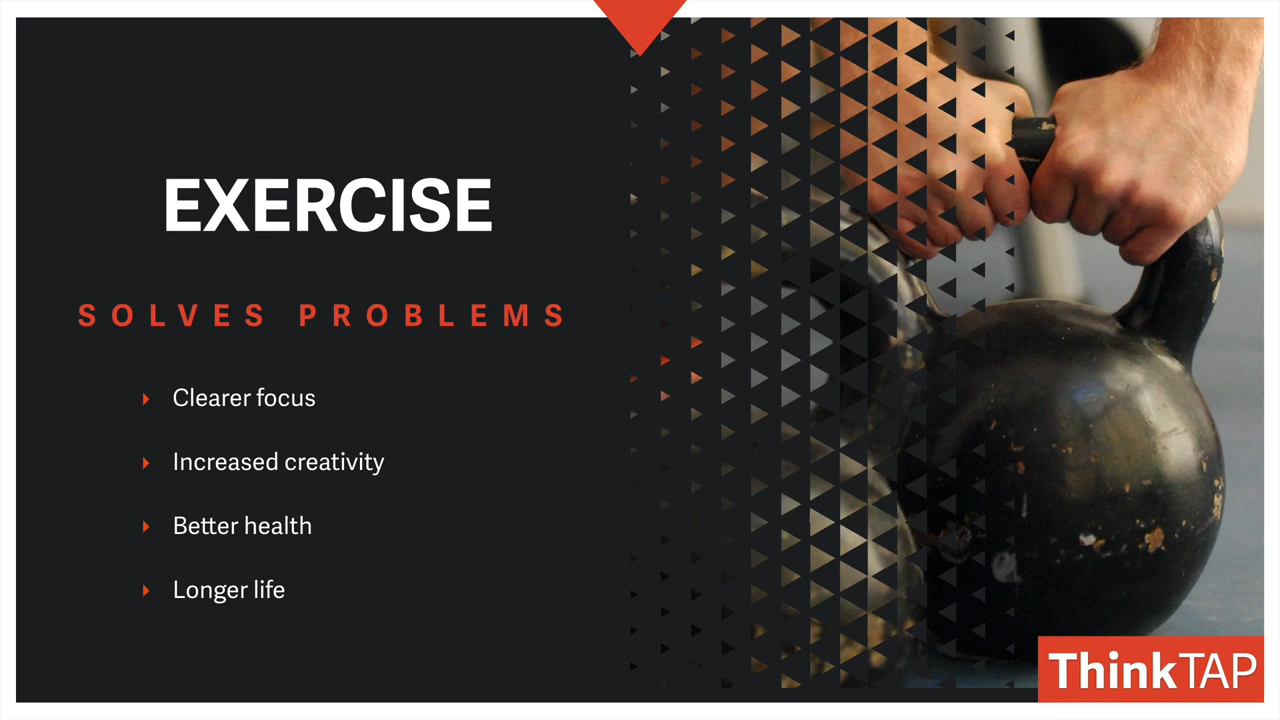 EXERCISE
SOLVES PROBLEMS
Clearer focus
Increased creativity
Better health
Longer life
ThinkTAP